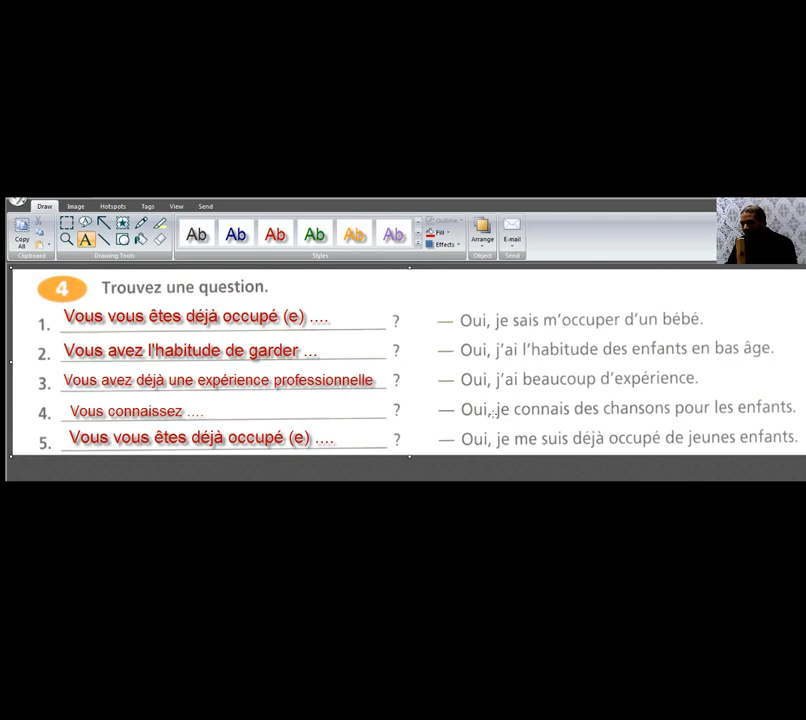 Draw Image Hotspots Tags View Send
Copy All
Ab Ab Ab Ab Ab Ab
Outline
Fill
Effects
Arrange
E-mail
Clipboard Drawing Tools Styles Object Send
4 Trouvez une question.
1. Vous vous êtes déjà occupé (e) .... ? — Oui, je sais m'occuper d'un bébé.
2. Vous avez l'habitude de garder ... ? — Oui, j'ai l'habitude des enfants en bas âge.
3. Vous avez déjà une expérience professionnelle ? — Oui, j'ai beaucoup d'expérience.
4. Vous connaissez .... ? — Oui, je connais des chansons pour les enfants.
5. Vous vous êtes déjà occupé (e) .... ? — Oui, je me suis déjà occupé de jeunes enfants.